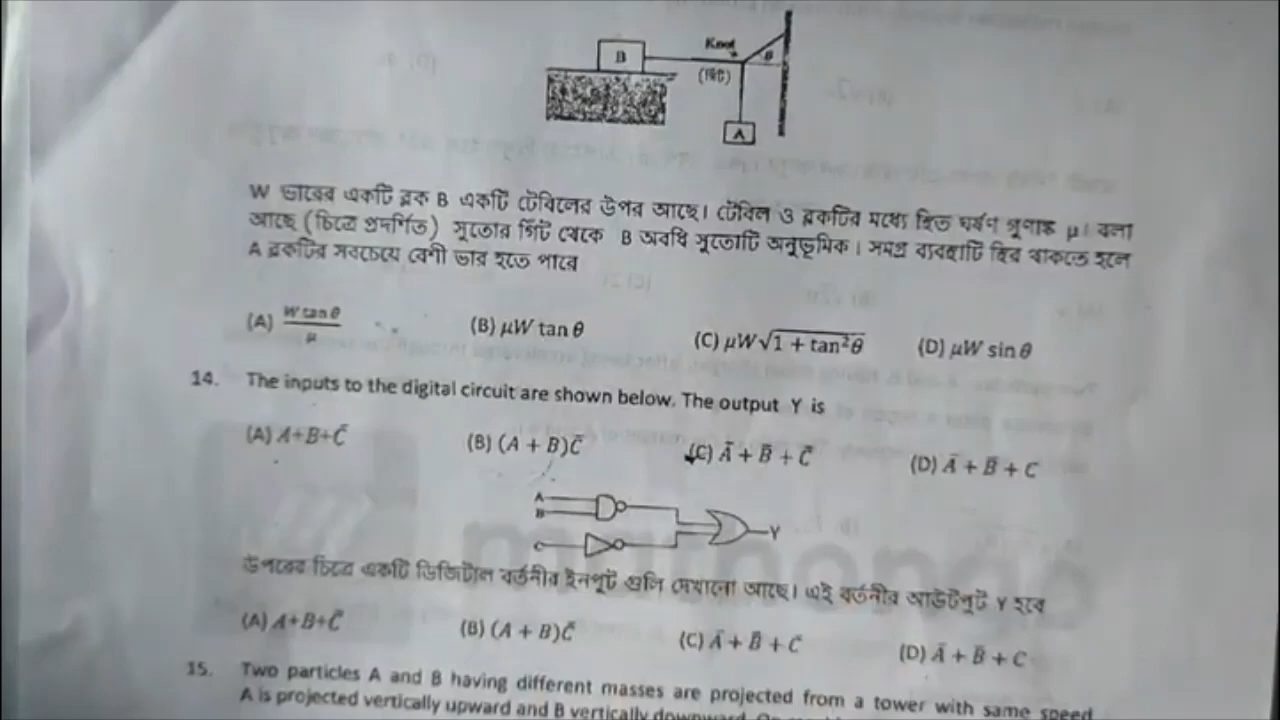 B
Knot
θ
(গিঁট)
A
W ভারের একটি ব্লক B একটি টেবিলের উপর আছে। টেবিল ও ব্লকটির মধ্যে স্থিত ঘর্ষণ গুণাঙ্ক μ। বলা
আছে (চিত্রে প্রদর্শিত) সুতোর গিঁট থেকে B অবধি সুতোটি অনুভূমিক। সমগ্র ব্যবস্থাটি স্থির থাকতে হলে
A ব্লকটির সবচেয়ে বেশী ভার হতে পারে
(A) W tan θ / μ (B) μW tan θ (C) μW√1 + tan²θ (D) μW sin θ
14. The inputs to the digital circuit are shown below. The output Y is
(A) A+B+C̄ (B) (A + B)C̄ (C) Ā + B̄ + C̄ (D) Ā + B̄ + C
A
B
C
Y
উপরের চিত্রে একটি ডিজিটাল বর্তনীর ইনপুট গুলি দেখানো আছে। এই বর্তনীর আউটপুট Y হবে
(A) A+B+C̄ (B) (A + B)C̄ (C) Ā + B̄ + C̄ (D) Ā + B̄ + C
15. Two particles A and B having different masses are projected from a tower with same speed.
A is projected vertically upward and B vertically downward.